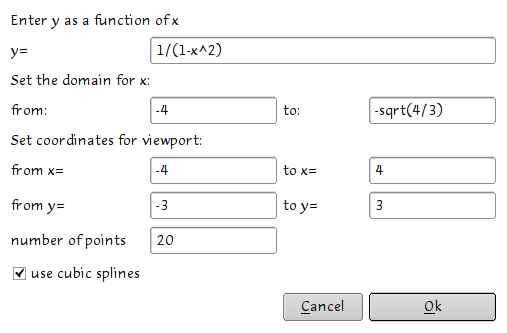 Enter y as a function of x
y= 1/(1-x^2)
Set the domain for x:
from: -4 to: -sqrt(4/3)
Set coordinates for viewport:
from x= -4 to x= 4
from y= -3 to y= 3
number of points 20
use cubic splines
Cancel Ok